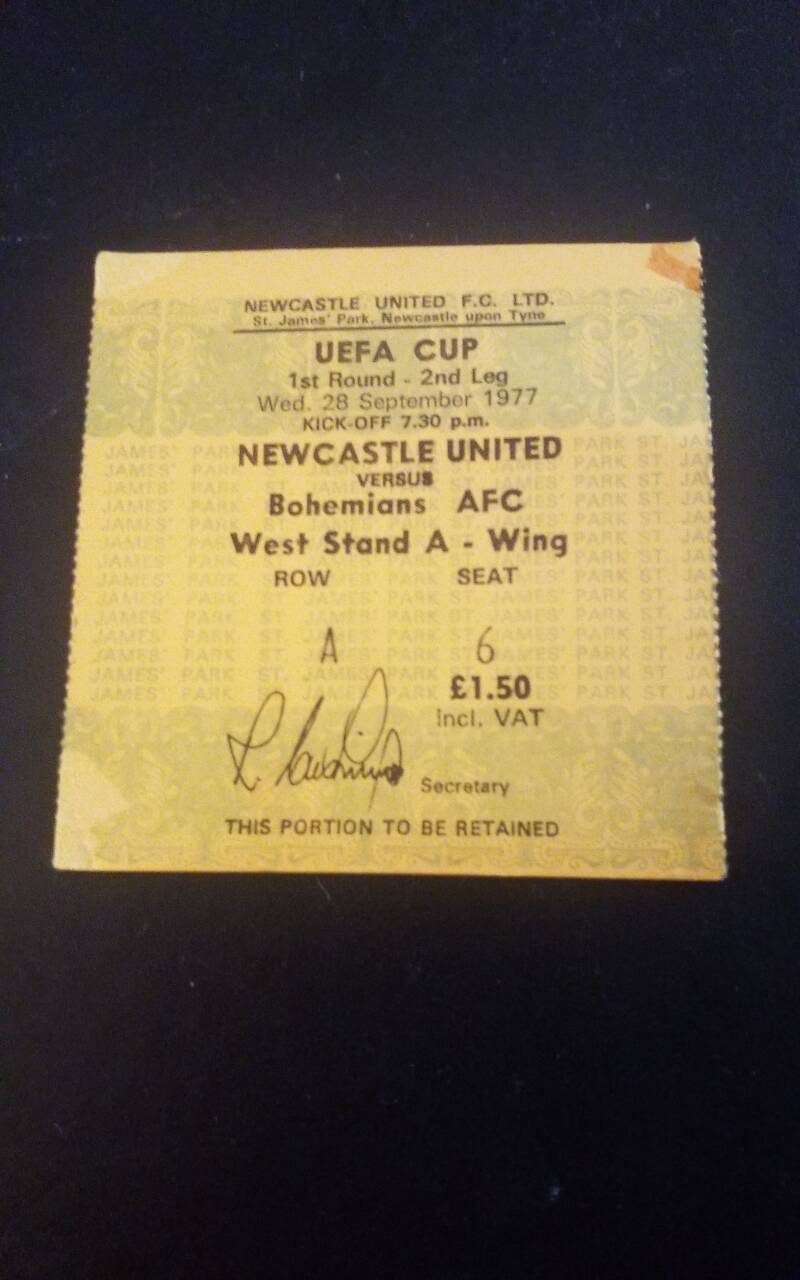 NEWCASTLE UNITED F.C. LTD.
St. James' Park, Newcastle upon Tyne
UEFA CUP
1st Round - 2nd Leg
Wed. 28 September 1977
KICK-OFF 7.30 p.m.
NEWCASTLE UNITED
VERSUS
Bohemians AFC
West Stand A - Wing
ROW SEAT
A 6
£1.50
incl. VAT
Secretary
THIS PORTION TO BE RETAINED